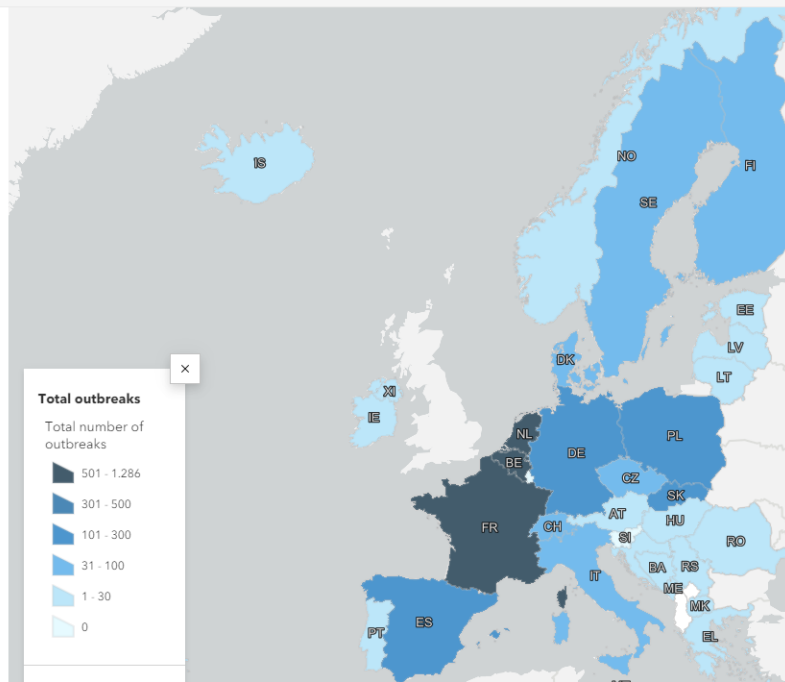 IS
NO
FI
SE
EE
LV
DK
LT
×
XI
IE
Total outbreaks
Total number of
outbreaks
501 - 1.286
301 - 500
101 - 300
31 - 100
1 - 30
0
NL
PL
DE
BE
CZ
SK
AT
HU
FR
CH
SI
RO
BA
RS
IT
ME
MK
PT
ES
EL